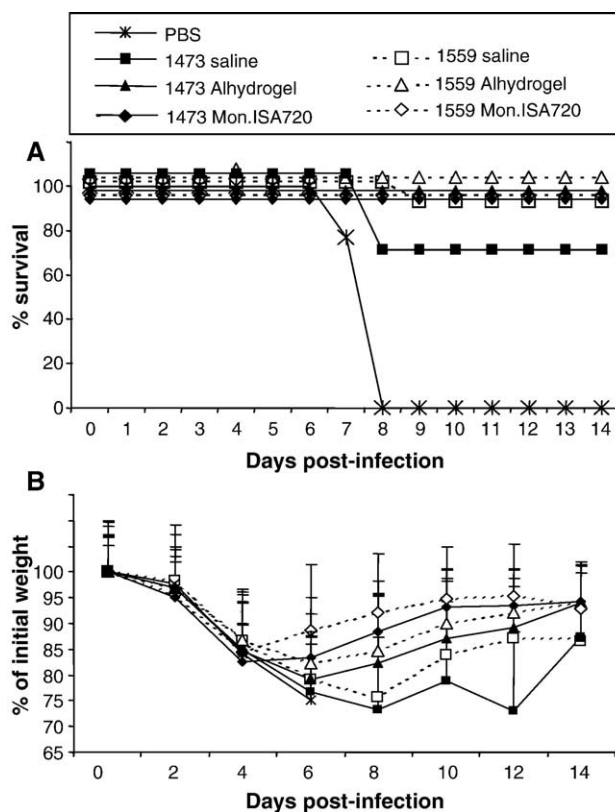 PBS
1473 saline
1473 Alhydrogel
1473 Mon.ISA720
1559 saline
1559 Alhydrogel
1559 Mon.ISA720
A
% survival
100
80
60
40
20
0
0 1 2 3 4 5 6 7 8 9 10 11 12 13 14
Days post-infection
B
% of initial weight
100
95
90
85
80
75
70
65
0 2 4 6 8 10 12 14
Days post-infection